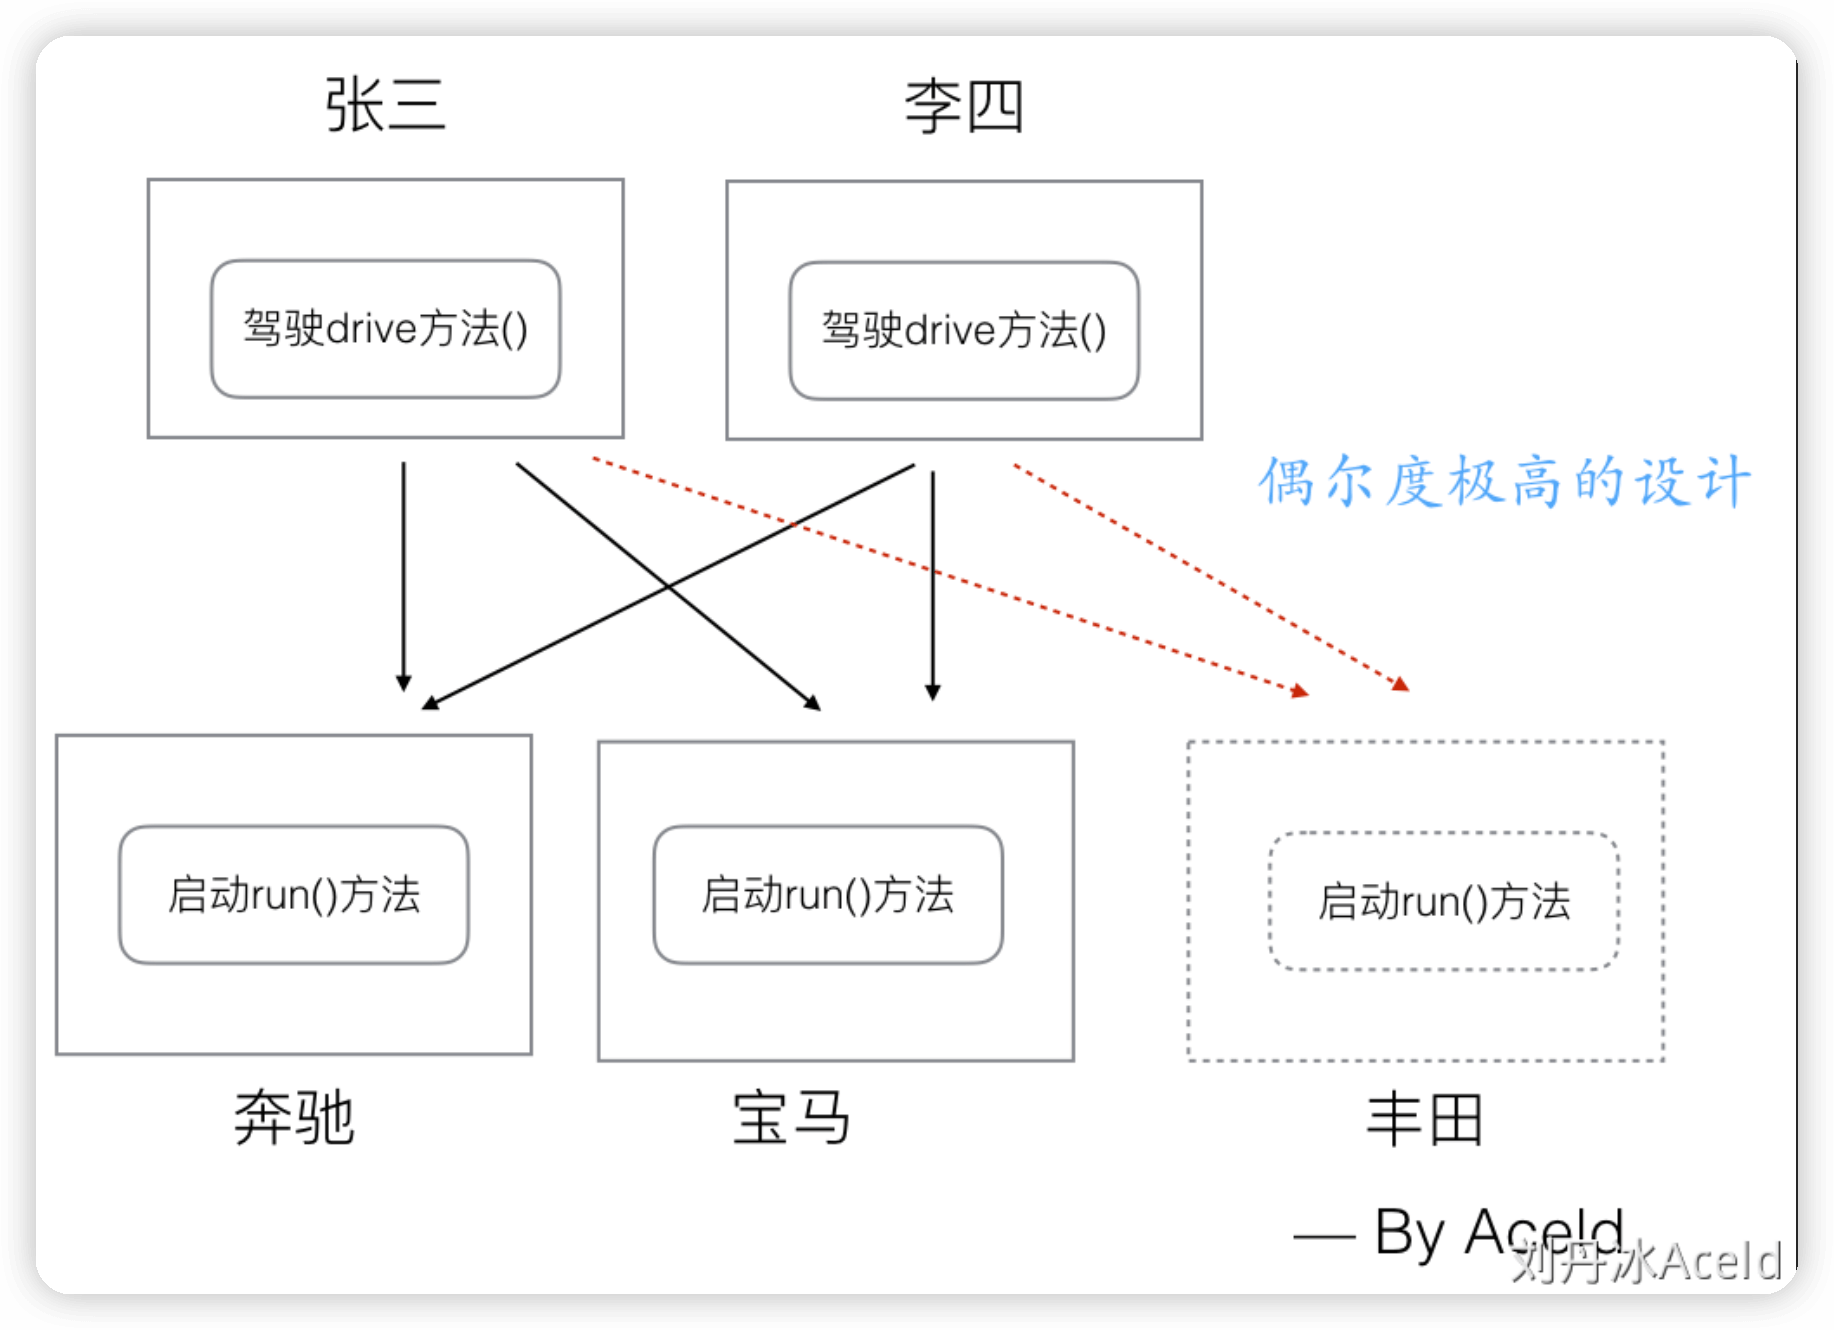 张三
李四
驾驶drive方法()
驾驶drive方法()
偶尔度极高的设计
启动run()方法
启动run()方法
启动run()方法
奔驰
宝马
丰田
— By Aceld
刘丹冰Aceld